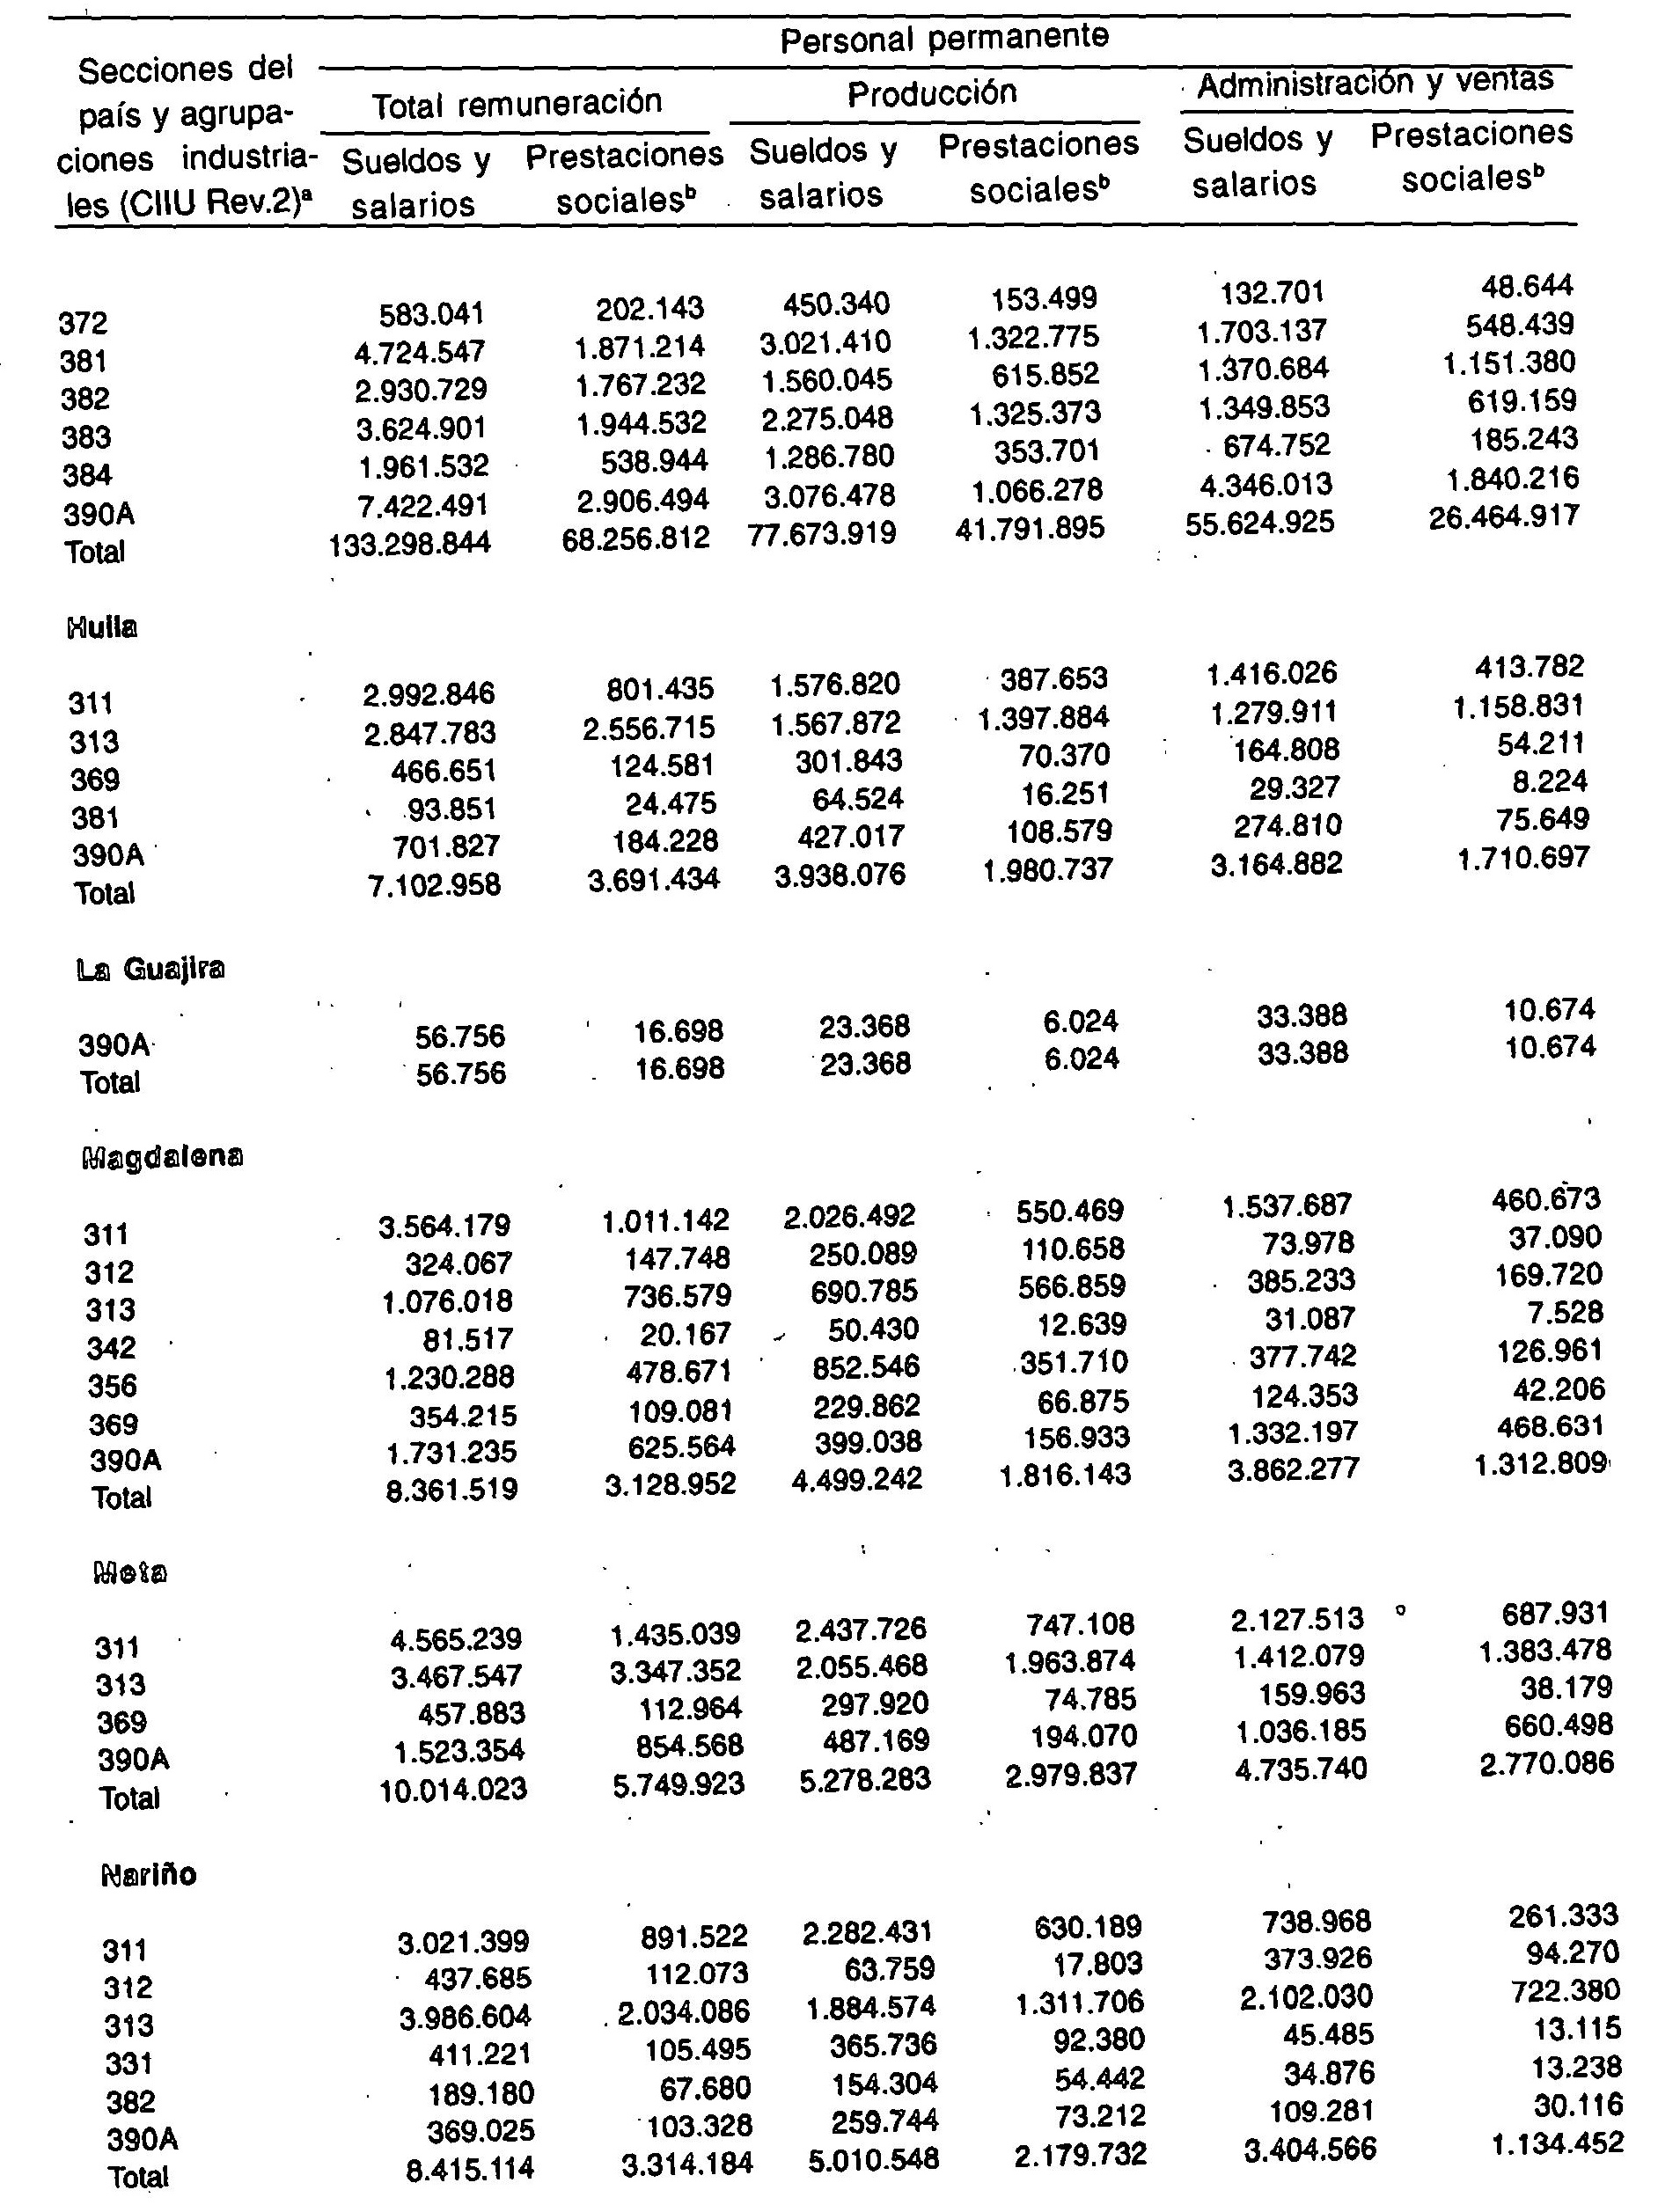 Personal permanente
Secciones del
país y agrupa-
ciones industria-
les (CIIU Rev.2)ª
Total remuneración Producción Administración y ventas
Sueldos y salarios Prestaciones socialesᵇ Sueldos y salarios Prestaciones socialesᵇ Sueldos y salarios Prestaciones socialesᵇ
372 583.041 202.143 450.340 153.499 132.701 48.644
381 4.724.547 1.871.214 3.021.410 1.322.775 1.703.137 548.439
382 2.930.729 1.767.232 1.560.045 615.852 1.370.684 1.151.380
383 3.624.901 1.944.532 2.275.048 1.325.373 1.349.853 619.159
384 1.961.532 538.944 1.286.780 353.701 674.752 185.243
390A 7.422.491 2.906.494 3.076.478 1.066.278 4.346.013 1.840.216
Total 133.298.844 68.256.812 77.673.919 41.791.895 55.624.925 26.464.917
Huila
311 2.992.846 801.435 1.576.820 387.653 1.416.026 413.782
313 2.847.783 2.556.715 1.567.872 1.397.884 1.279.911 1.158.831
369 466.651 124.581 301.843 70.370 164.808 54.211
381 93.851 24.475 64.524 16.251 29.327 8.224
390A 701.827 184.228 427.017 108.579 274.810 75.649
Total 7.102.958 3.691.434 3.938.076 1.980.737 3.164.882 1.710.697
La Guajira
390A 56.756 16.698 23.368 6.024 33.388 10.674
Total 56.756 16.698 23.368 6.024 33.388 10.674
Magdalena
311 3.564.179 1.011.142 2.026.492 550.469 1.537.687 460.673
312 324.067 147.748 250.089 110.658 73.978 37.090
313 1.076.018 736.579 690.785 566.859 385.233 169.720
342 81.517 20.167 50.430 12.639 31.087 7.528
356 1.230.288 478.671 852.546 351.710 377.742 126.961
369 354.215 109.081 229.862 66.875 124.353 42.206
390A 1.731.235 625.564 399.038 156.933 1.332.197 468.631
Total 8.361.519 3.128.952 4.499.242 1.816.143 3.862.277 1.312.809
Meta
311 4.565.239 1.435.039 2.437.726 747.108 2.127.513 687.931
313 3.467.547 3.347.352 2.055.468 1.963.874 1.412.079 1.383.478
369 457.883 112.964 297.920 74.785 159.963 38.179
390A 1.523.354 854.568 487.169 194.070 1.036.185 660.498
Total 10.014.023 5.749.923 5.278.283 2.979.837 4.735.740 2.770.086
Nariño
311 3.021.399 891.522 2.282.431 630.189 738.968 261.333
312 437.685 112.073 63.759 17.803 373.926 94.270
313 3.986.604 2.034.086 1.884.574 1.311.706 2.102.030 722.380
331 411.221 105.495 365.736 92.380 45.485 13.115
382 189.180 67.680 154.304 54.442 34.876 13.238
390A 369.025 103.328 259.744 73.212 109.281 30.116
Total 8.415.114 3.314.184 5.010.548 2.179.732 3.404.566 1.134.452